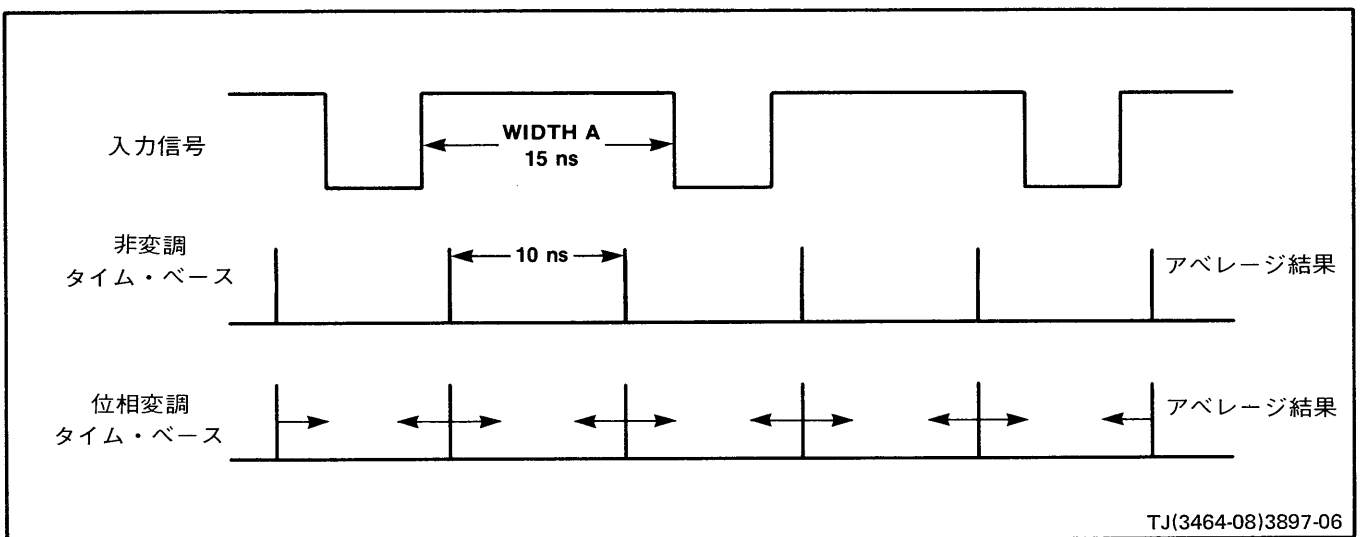 入力信号
WIDTH A
15 ns
非変調
タイム・ベース
10 ns
アベレージ結果
位相変調
タイム・ベース
アベレージ結果
TJ(3464-08)3897-06